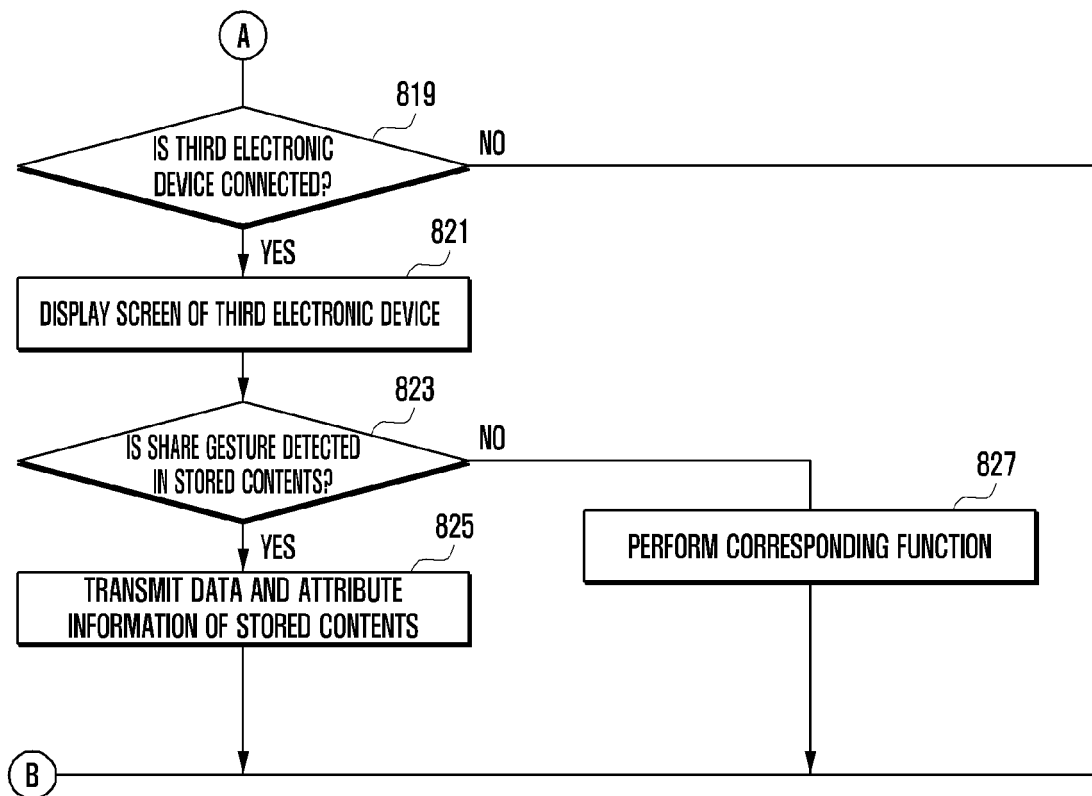 A
819
IS THIRD ELECTRONIC
DEVICE CONNECTED?
NO
YES
821
DISPLAY SCREEN OF THIRD ELECTRONIC DEVICE
823
IS SHARE GESTURE DETECTED
IN STORED CONTENTS?
NO
827
PERFORM CORRESPONDING FUNCTION
YES
825
TRANSMIT DATA AND ATTRIBUTE
INFORMATION OF STORED CONTENTS
B